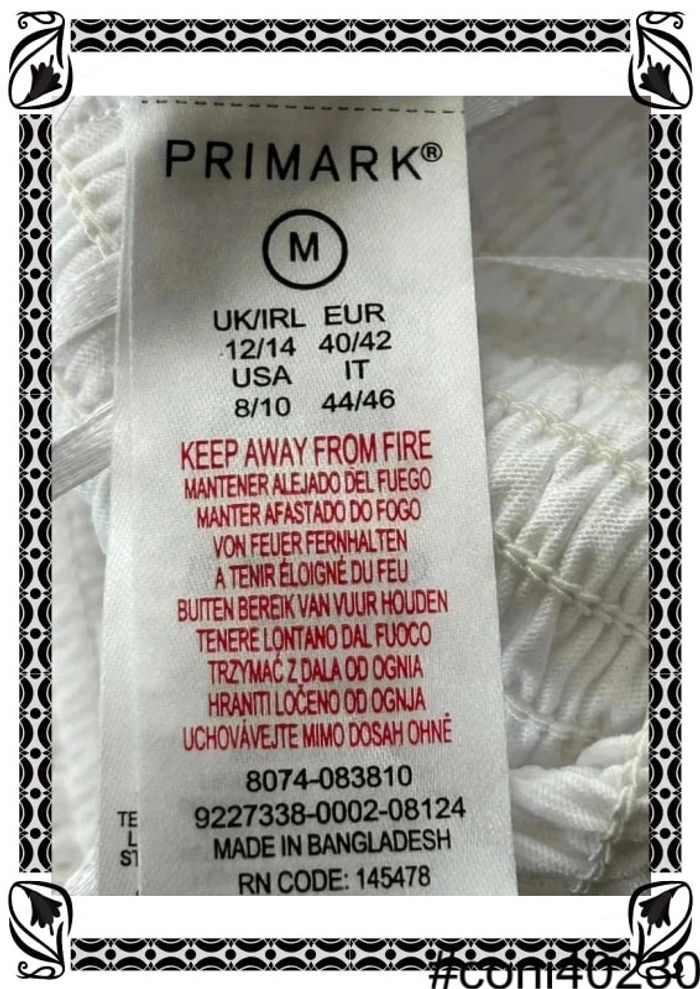 PRIMARK®
M
UK/IRL EUR
12/14 40/42
USA IT
8/10 44/46
KEEP AWAY FROM FIRE
MANTENER ALEJADO DEL FUEGO
MANTER AFASTADO DO FOGO
VON FEUER FERNHALTEN
A TENIR ÉLOIGNÉ DU FEU
BUITEN BEREIK VAN VUUR HOUDEN
TENERE LONTANO DAL FUOCO
TRZYMAĆ Z DALA OD OGNIA
HRANITI LOČENO OD OGNJA
UCHOVÁVEJTE MIMO DOSAH OHNĚ
8074-083810
9227338-0002-08124
MADE IN BANGLADESH
RN CODE: 145478
TE
L
ST
#coni40230